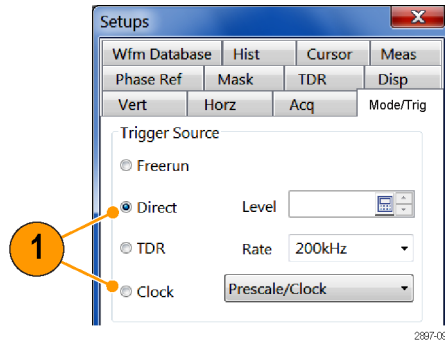 Setups
Wfm Database Hist Cursor Meas
Phase Ref Mask TDR Disp
Vert Horz Acq Mode/Trig
Trigger Source
Freerun
Direct Level
1
TDR Rate 200kHz
Clock Prescale/Clock